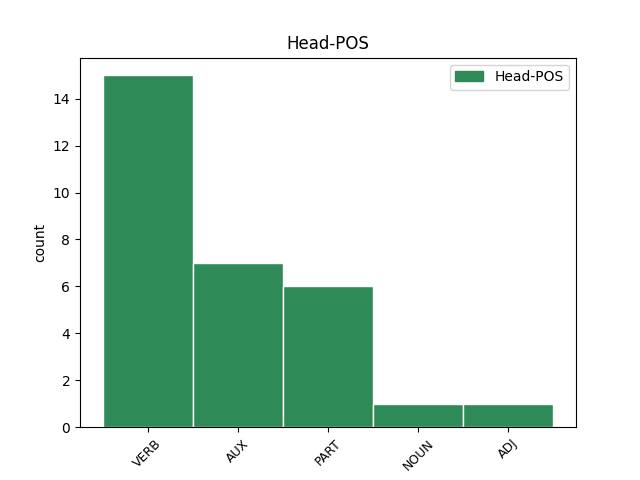 Head-POS
Head-POS
14
12
10
8
6
4
2
0
count
VERB
AUX
PART
NOUN
ADJ